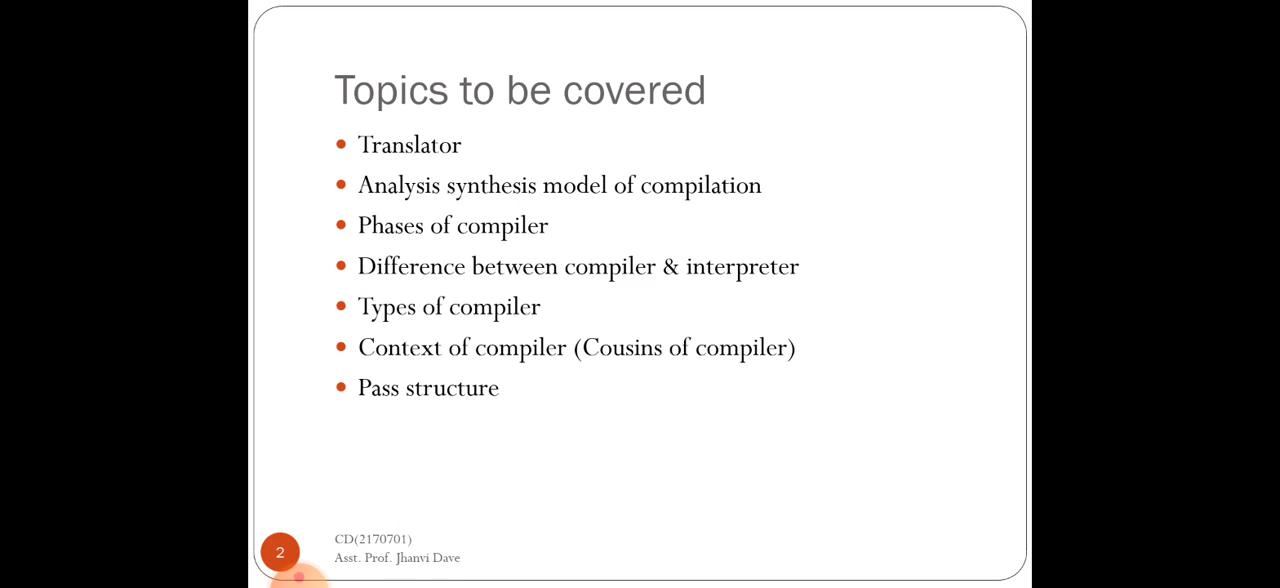 Topics to be covered
Translator
Analysis synthesis model of compilation
Phases of compiler
Difference between compiler & interpreter
Types of compiler
Context of compiler (Cousins of compiler)
Pass structure
CD(2170701)
2
Asst. Prof. Jhanvi Dave